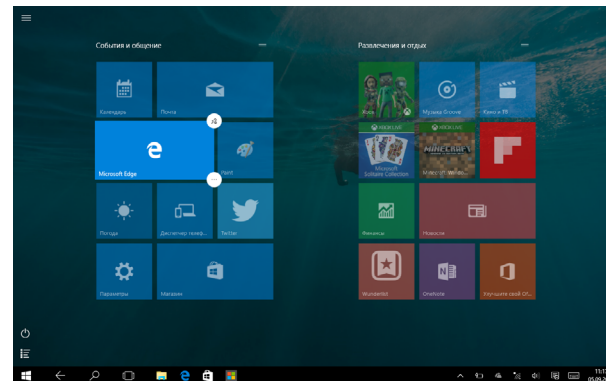 События и общение
Развлечения и отдых
Календарь
Почта
Xbox
Музыка Groove
Кино и ТВ
Microsoft Edge
Paint
XBOX LIVE
Microsoft
Solitaire Collection
XBOX LIVE
MINECRAFT
Minecraft: Windo...
Погода
Диспетчер телеф...
Twitter
Финансы
Новости
Параметры
Магазин
Wunderlist
OneNote
Улучшите свой Of...